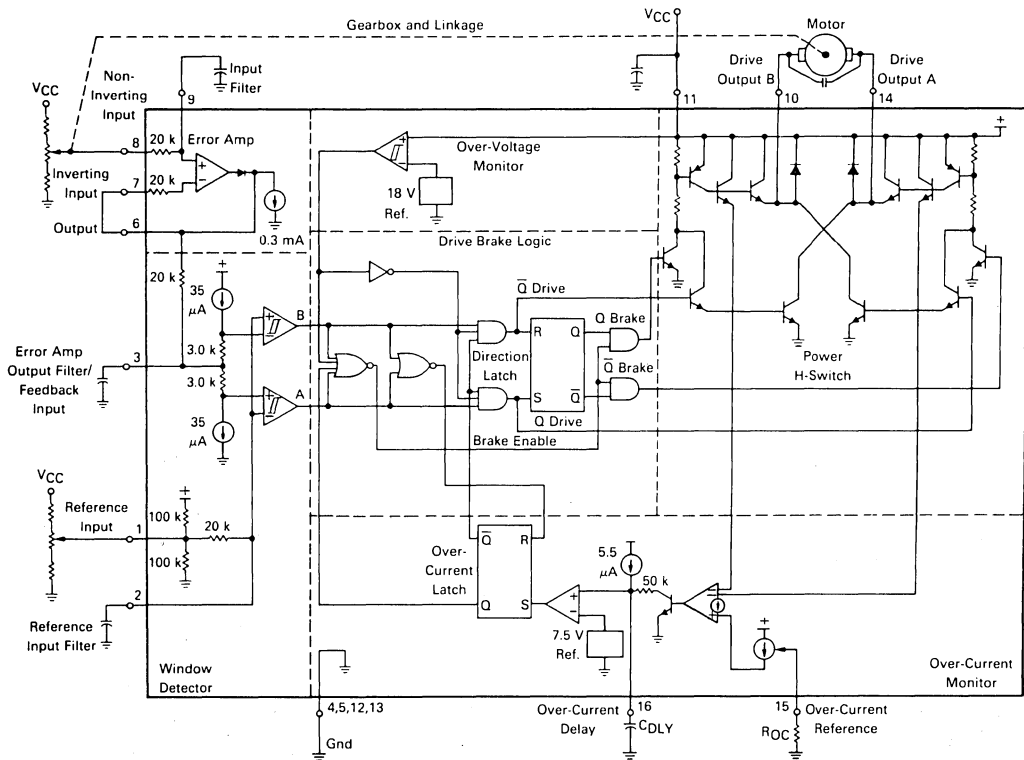 Gearbox and Linkage
VCC
Motor
Drive
Output B
Drive
Output A
10
14
11
VCC
Non-
Inverting
Input
Input
Filter
9
8
20 k
Error Amp
+
−
Inverting
Input
7
20 k
Output
6
0.3 mA
20 k
+
35
μA
3.0 k
3.0 k
35
μA
Error Amp
Output Filter/
Feedback
Input
3
+
−
B
+
−
A
VCC
Reference
Input
1
+
100 k
20 k
100 k
2
Reference
Input Filter
Window
Detector
+
−
Over-Voltage
Monitor
18 V
Ref.
Drive Brake Logic
Q Drive
R
Q
S
Q
Direction
Latch
Q Brake
Q Brake
Q Drive
Brake Enable
+
Power
H-Switch
Over-
Current
Latch
Q
R
Q
S
+
−
7.5 V
Ref.
5.5
μA
50 k
+
Over-Current
Monitor
4,5,12,13
Gnd
Over-Current
Delay
16
CDLY
15
Over-Current
Reference
ROC